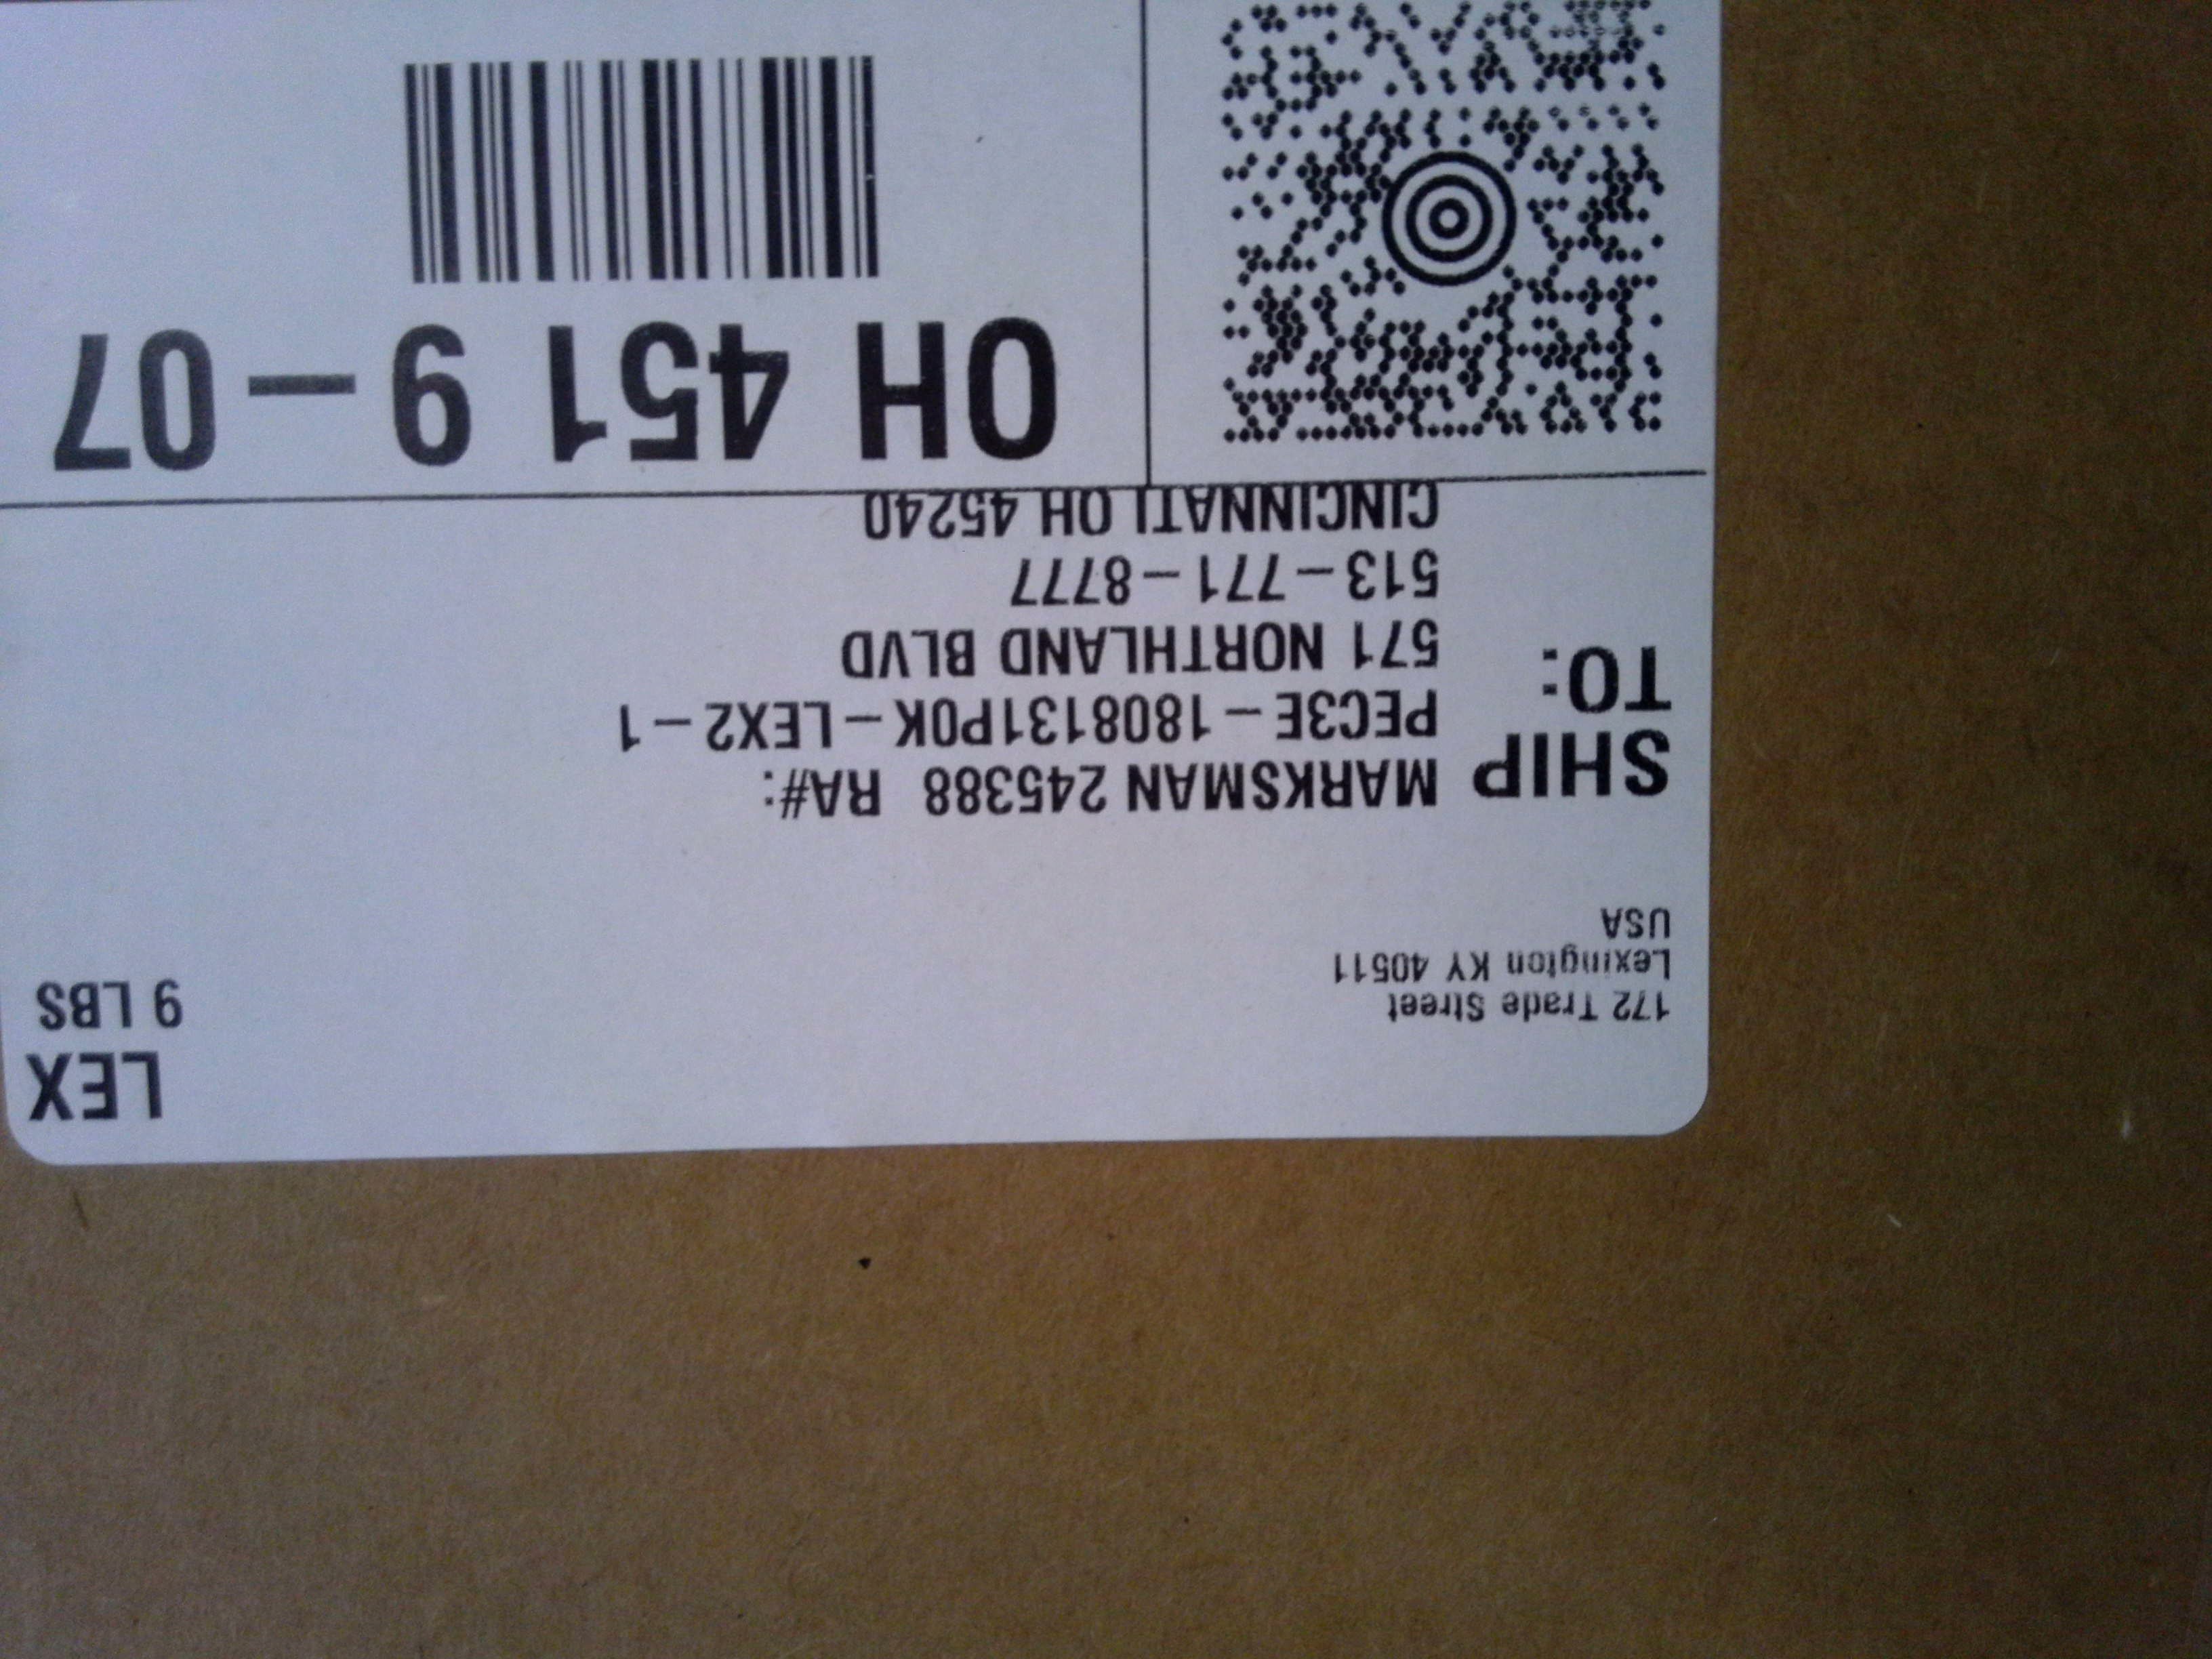 LEX
9 LBS
172 Trade Street
Lexington KY 40511
USA
SHIP
TO:
MARKSMAN 245388 RA#:
PEC3E-1808131P0K-LEX2-1
571 NORTHLAND BLVD
513-771-8777
CINCINNATI OH 45240
OH 451 9-07